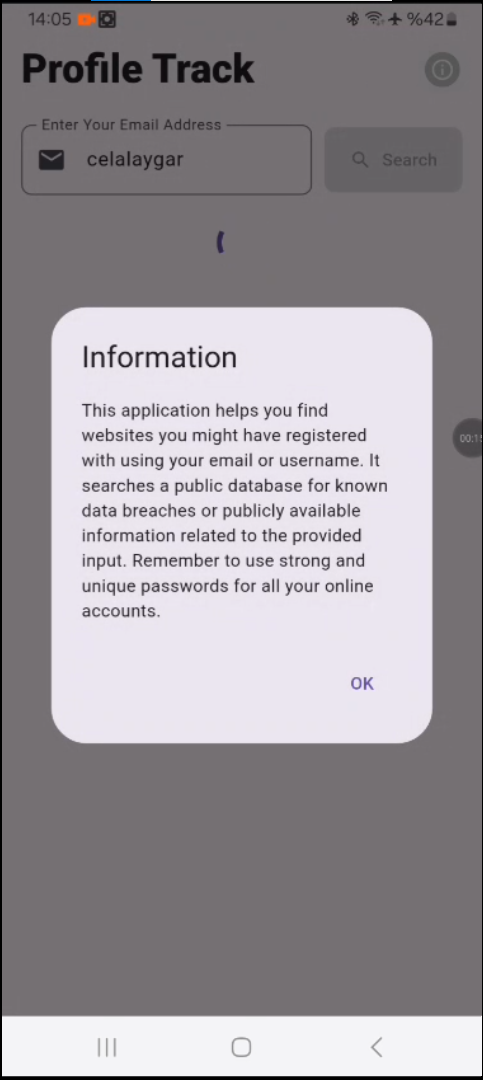 14:05 %42
Profile Track
Enter Your Email Address
celalaygar
Search
Information
This application helps you find
websites you might have registered
with using your email or username. It
searches a public database for known
data breaches or publicly available
information related to the provided
input. Remember to use strong and
unique passwords for all your online
accounts.
OK